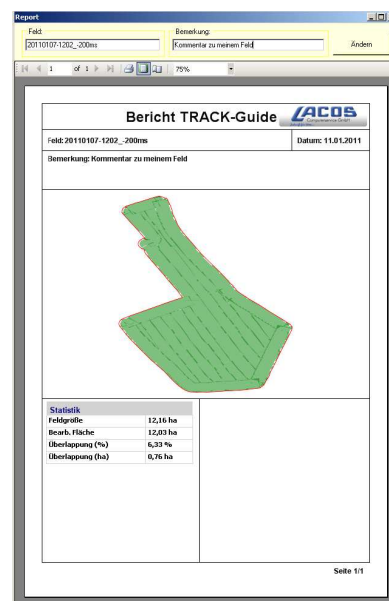 Report
Feld: Bemerkung:
20110107-1202_-200ms Kommentar zu meinem Feld Ändern
1 of 1 75%
Bericht TRACK-Guide LACOS
Computerservice GmbH
Feld: 20110107-1202_-200ms Datum: 11.01.2011
Bemerkung: Kommentar zu meinem Feld
Statistik
Feldgröße 12,16 ha
Bearb. Fläche 12,03 ha
Überlappung (%) 6,33 %
Überlappung (ha) 0,76 ha
Seite 1/1